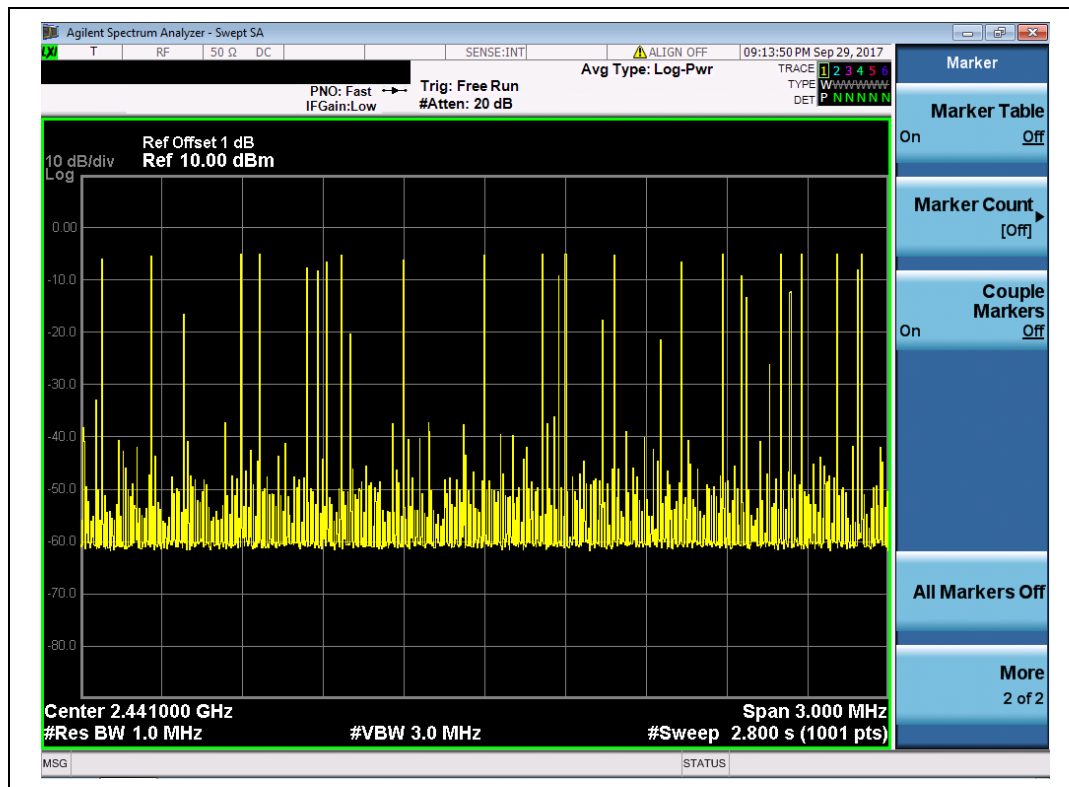 Agilent Spectrum Analyzer - Swept SA
LXI T RF 50 Ω DC SENSE:INT ALIGN OFF 09:13:50 PM Sep 29, 2017
Avg Type: Log-Pwr TRACE 1 2 3 4 5 6
PNO: Fast Trig: Free Run TYPE WWWWWW
IFGain:Low #Atten: 20 dB DET P N N N N N
Ref Offset 1 dB
10 dB/div Ref 10.00 dBm
Log
0.00
-10.0
-20.0
-30.0
-40.0
-50.0
-60.0
-70.0
-80.0
Center 2.441000 GHz Span 3.000 MHz
#Res BW 1.0 MHz #VBW 3.0 MHz #Sweep 2.800 s (1001 pts)
MSG STATUS
Marker
Marker Table
On Off
Marker Count
[Off]
Couple
Markers
On Off
All Markers Off
More
2 of 2